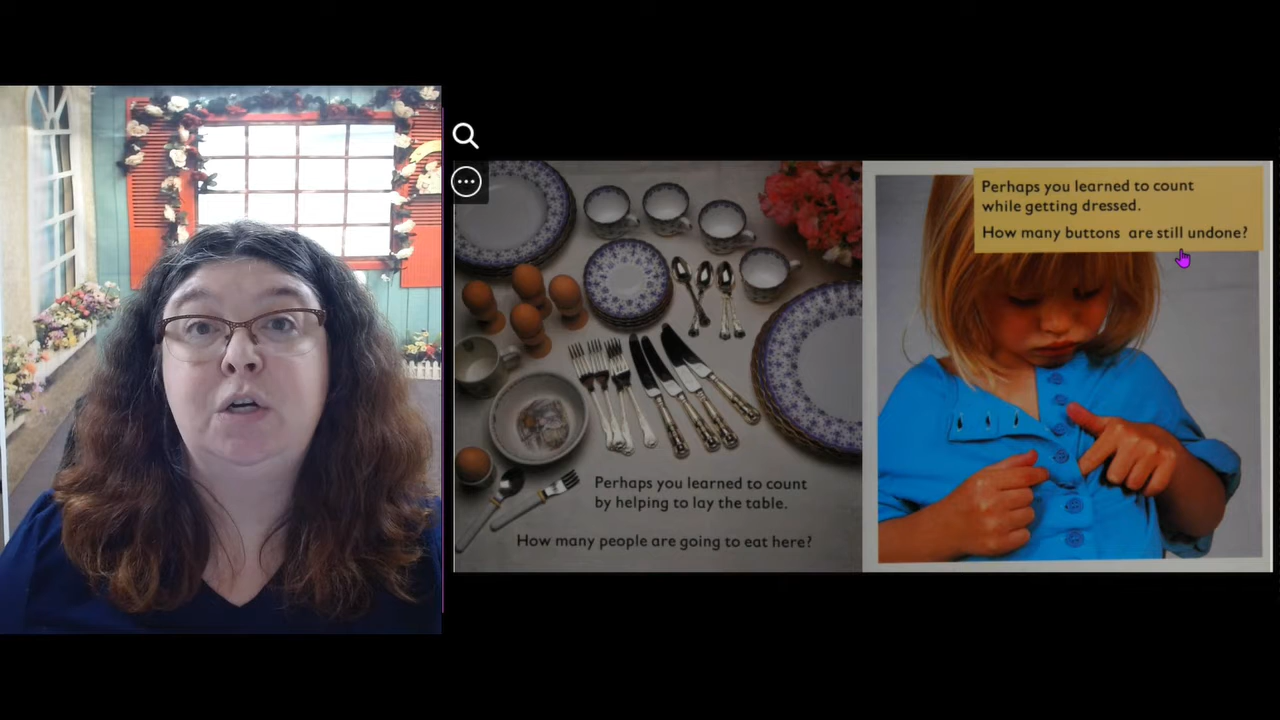 Perhaps you learned to count
by helping to lay the table.
How many people are going to eat here?
Perhaps you learned to count
while getting dressed.
How many buttons are still undone?